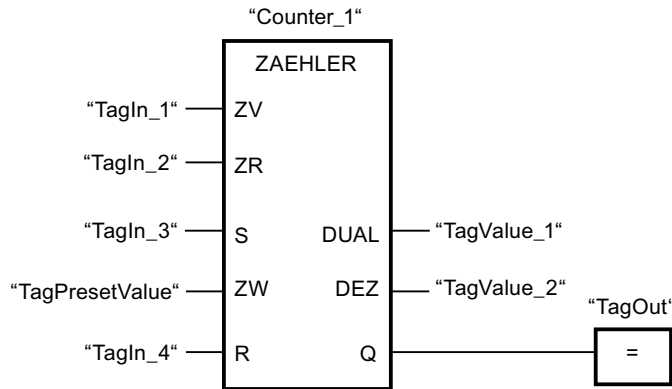 “Counter_1“
ZAEHLER
“TagIn_1“ ZV
“TagIn_2“ ZR
“TagIn_3“ S DUAL “TagValue_1“
“TagPresetValue“ ZW DEZ “TagValue_2“
“TagOut“
“TagIn_4“ R Q =